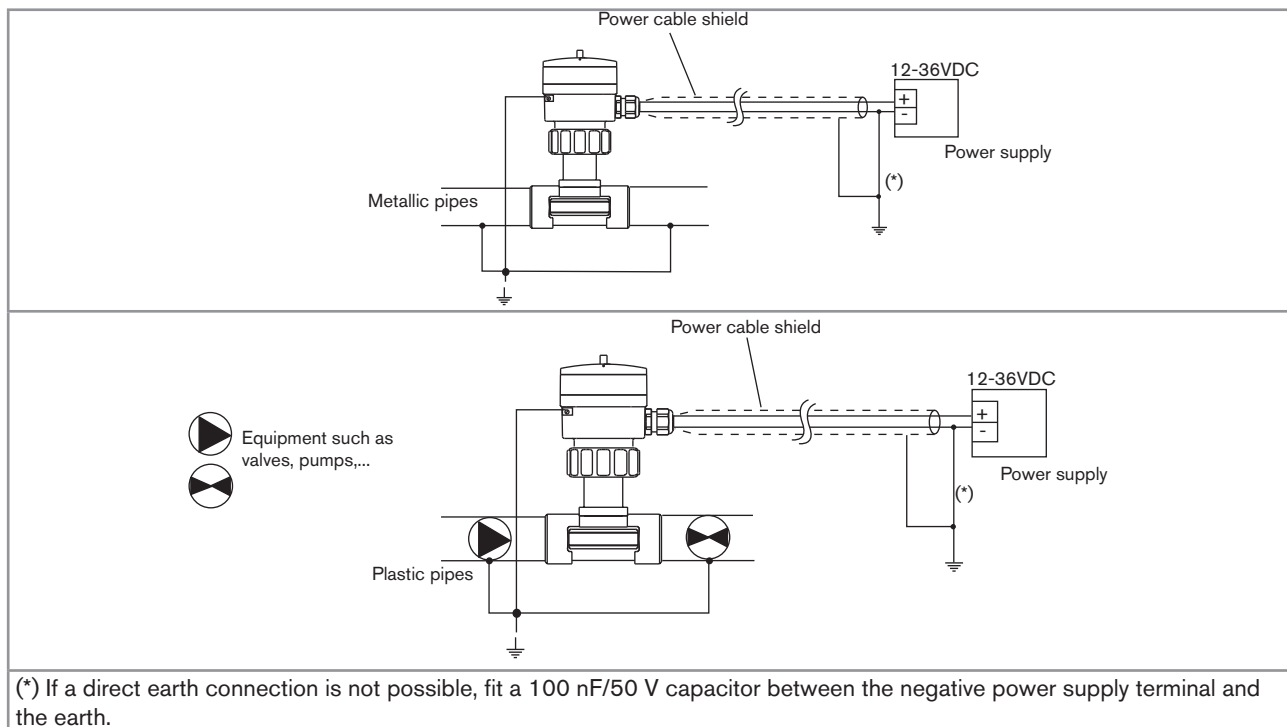 Power cable shield
12-36VDC
+
-
Power supply
(*)
Metallic pipes
Power cable shield
12-36VDC
+
-
Equipment such as
valves, pumps,...
Power supply
(*)
Plastic pipes
(*) If a direct earth connection is not possible, fit a 100 nF/50 V capacitor between the negative power supply terminal and
the earth.